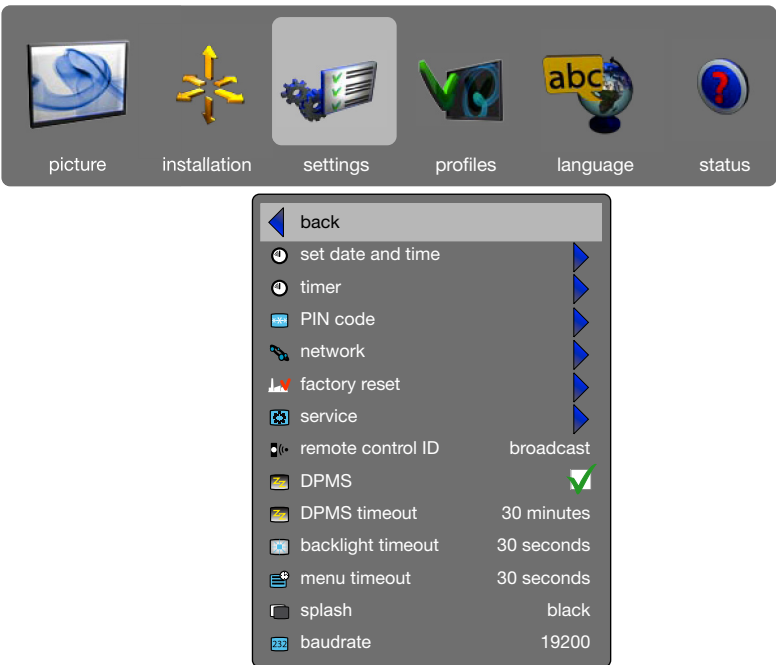 abc
picture installation settings profiles language status
back
set date and time
timer
PIN code
network
factory reset
service
remote control ID broadcast
DPMS
DPMS timeout 30 minutes
backlight timeout 30 seconds
menu timeout 30 seconds
splash black
232 baudrate 19200